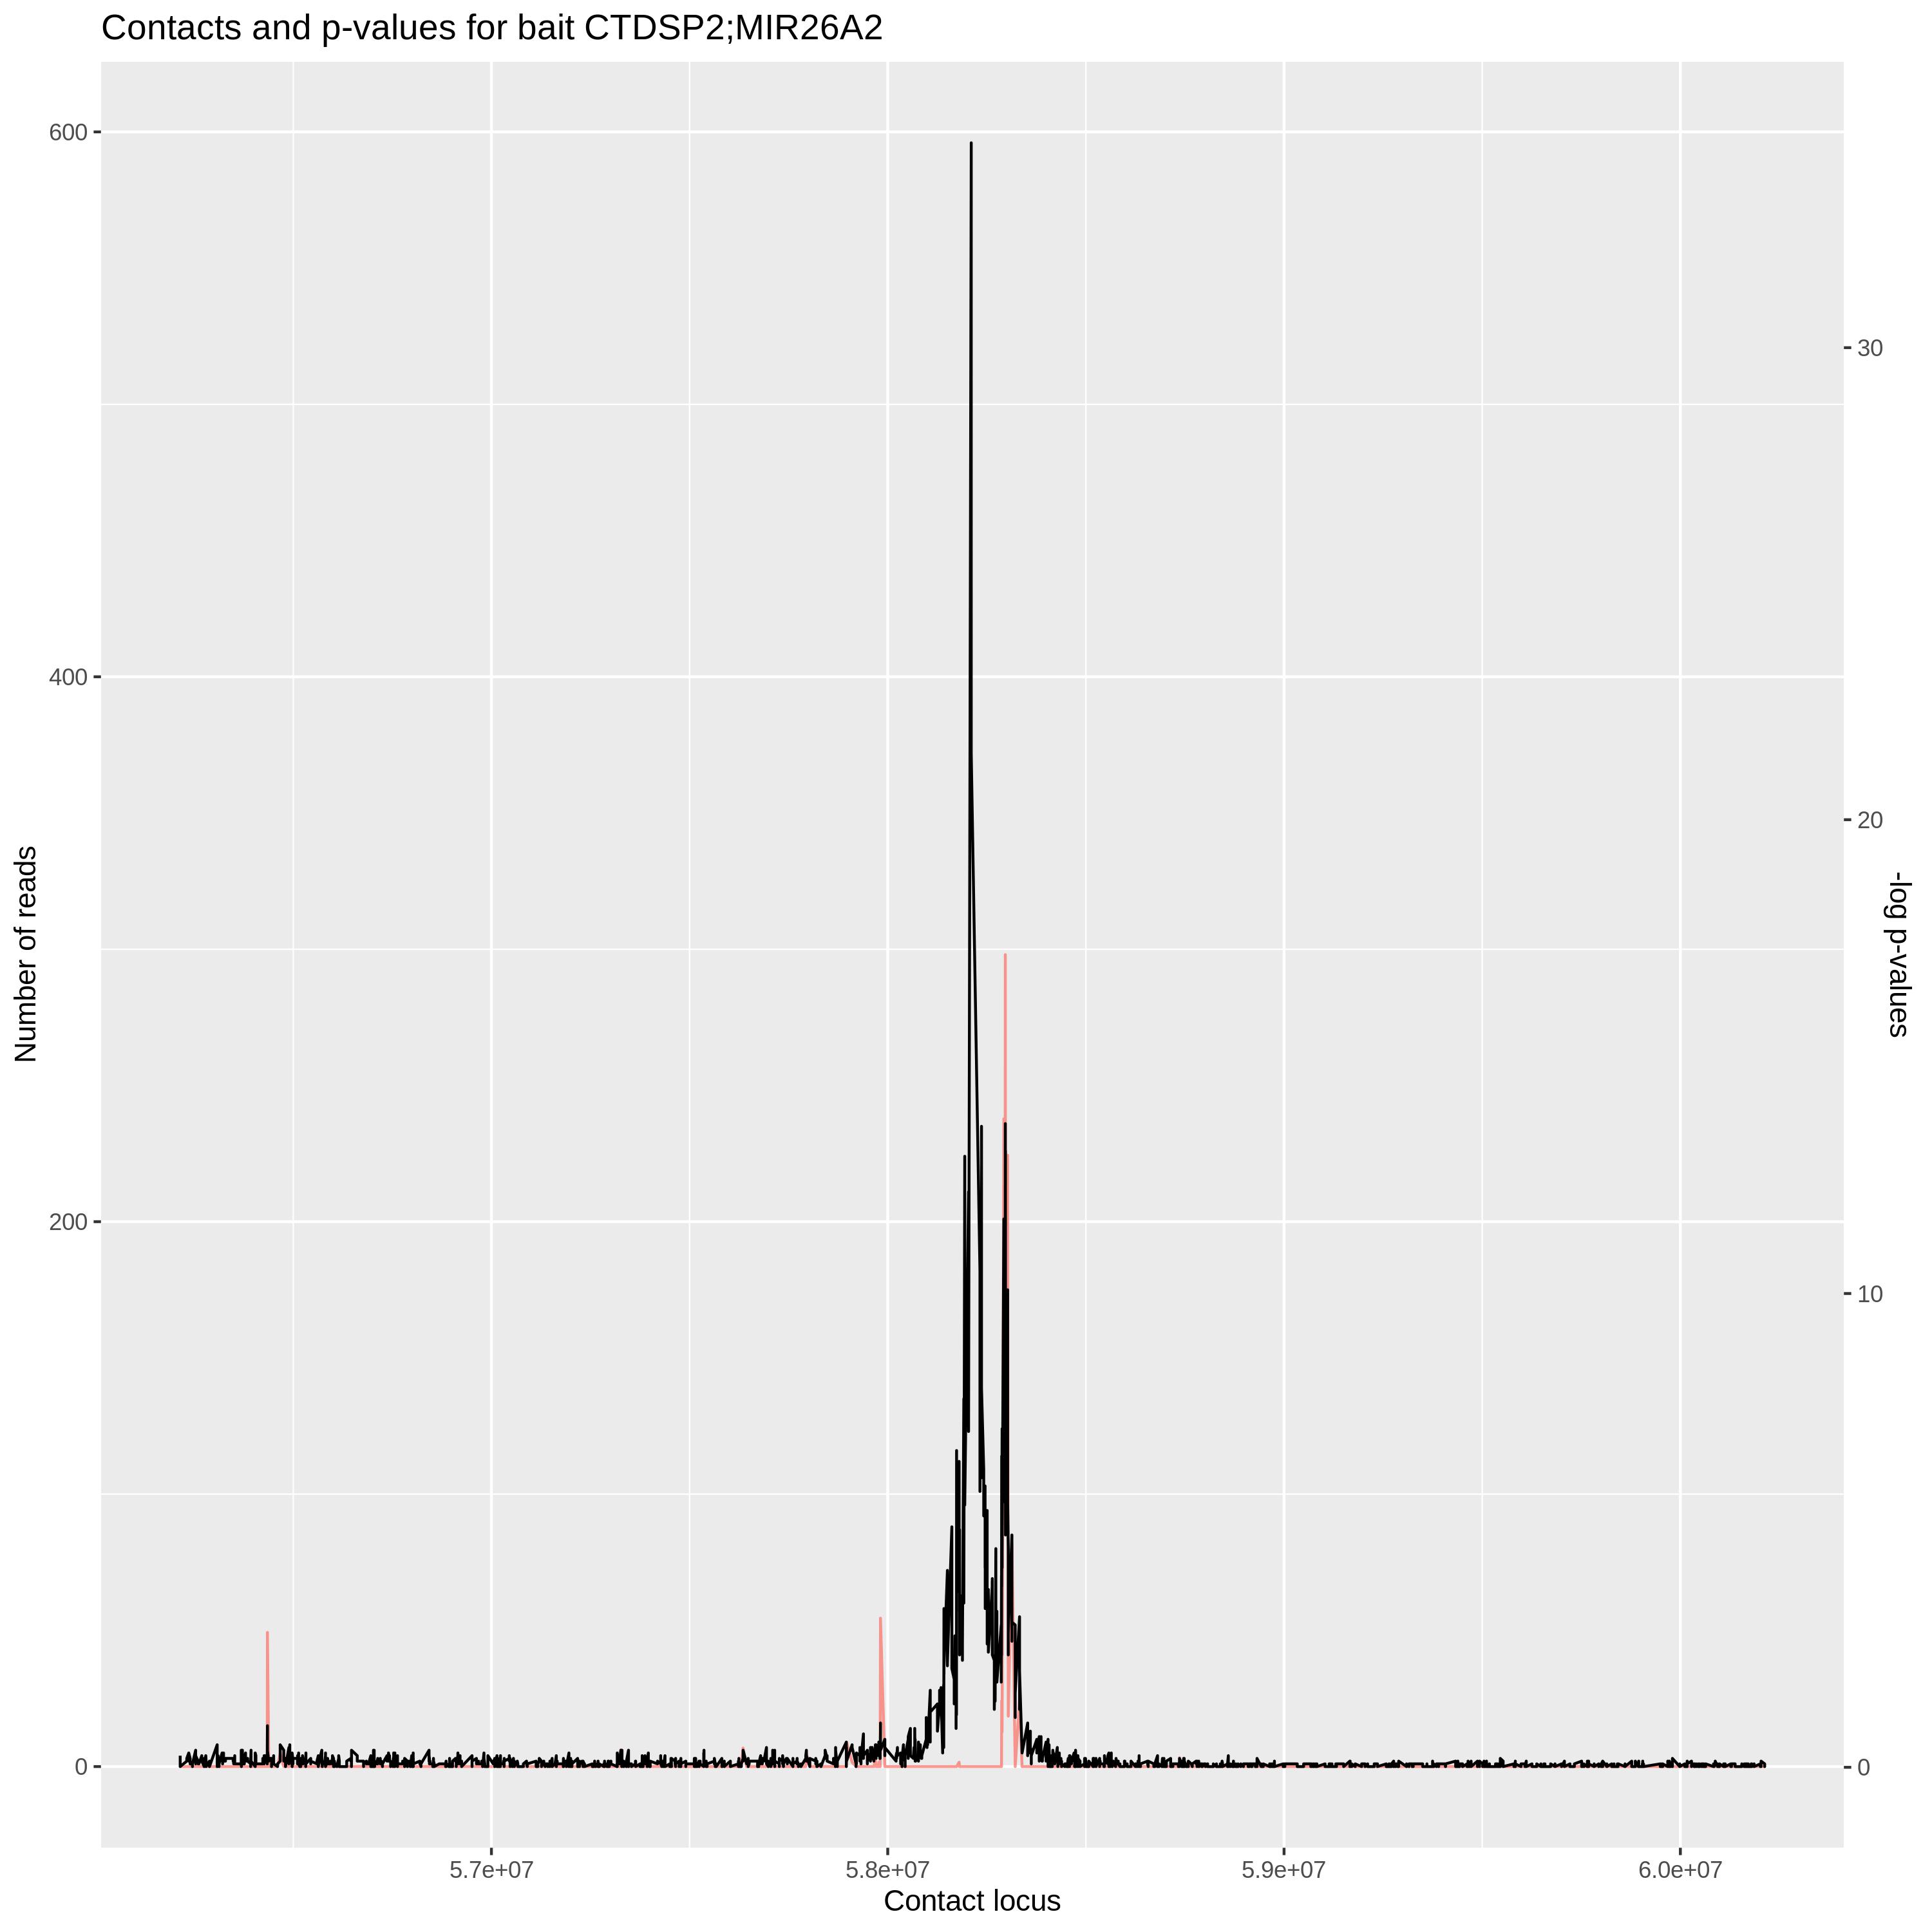 Contacts and p-values for bait CTDSP2;MIR26A2
600
400
200
0
Number of reads
30
20
10
0
-log p-values
5.7e+07
5.8e+07
5.9e+07
6.0e+07
Contact locus